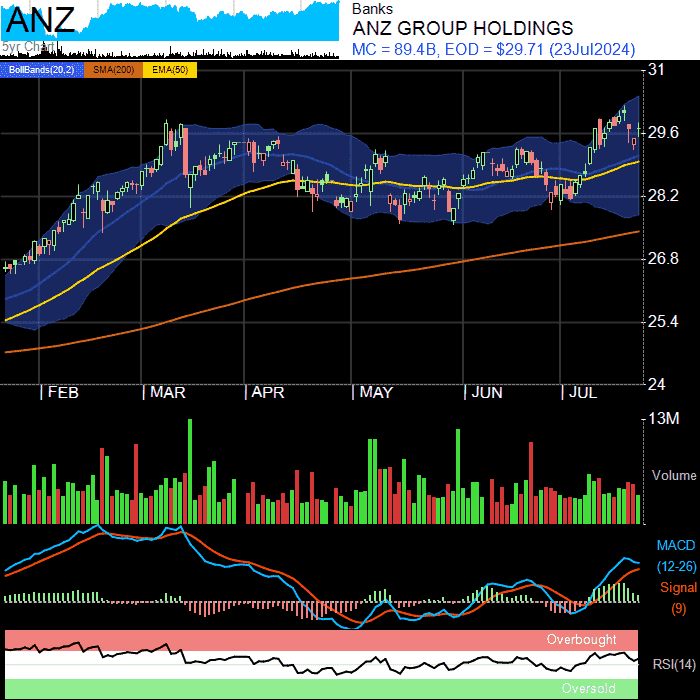 ANZ
5yr Chart
Banks
ANZ GROUP HOLDINGS
MC = 89.4B, EOD = $29.71 (23Jul2024)
BollBands(20,2) SMA(200) EMA(50)
31
29.6
28.2
26.8
25.4
24
FEB MAR APR MAY JUN JUL
13M
Volume
MACD
(12-26)
Signal
(9)
Overbought
RSI(14)
Oversold